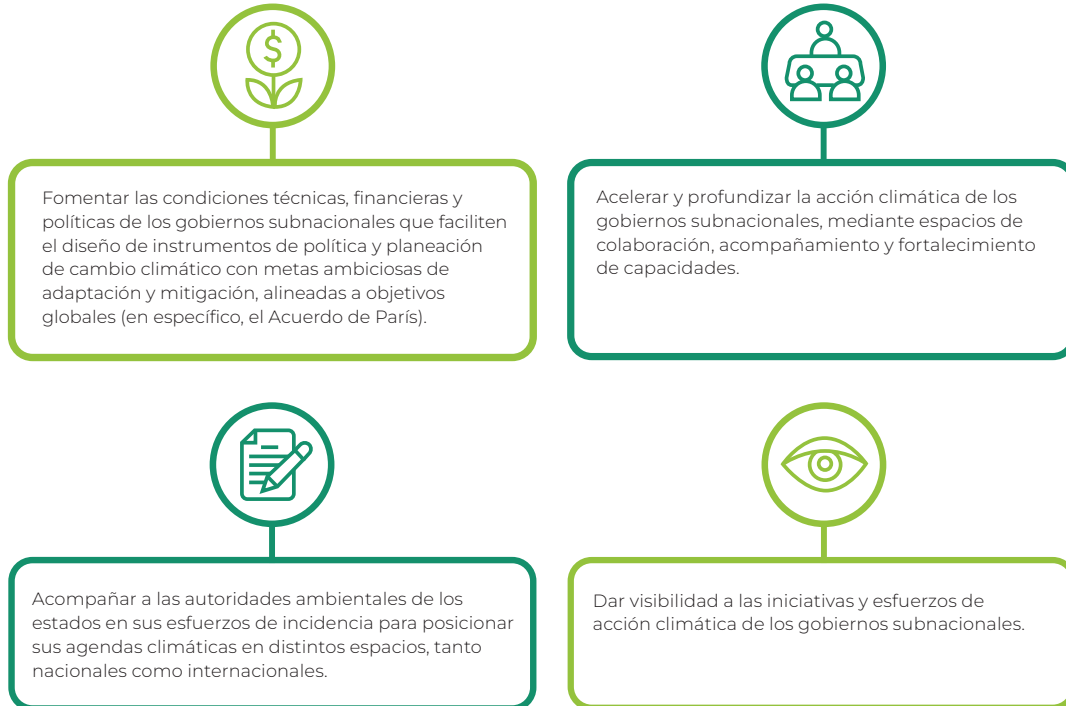 $
Fomentar las condiciones técnicas, financieras y
políticas de los gobiernos subnacionales que faciliten
el diseño de instrumentos de política y planeación
de cambio climático con metas ambiciosas de
adaptación y mitigación, alineadas a objetivos
globales (en específico, el Acuerdo de París).
Acelerar y profundizar la acción climática de los
gobiernos subnacionales, mediante espacios de
colaboración, acompañamiento y fortalecimiento
de capacidades.
Acompañar a las autoridades ambientales de los
estados en sus esfuerzos de incidencia para posicionar
sus agendas climáticas en distintos espacios, tanto
nacionales como internacionales.
Dar visibilidad a las iniciativas y esfuerzos de
acción climática de los gobiernos subnacionales.